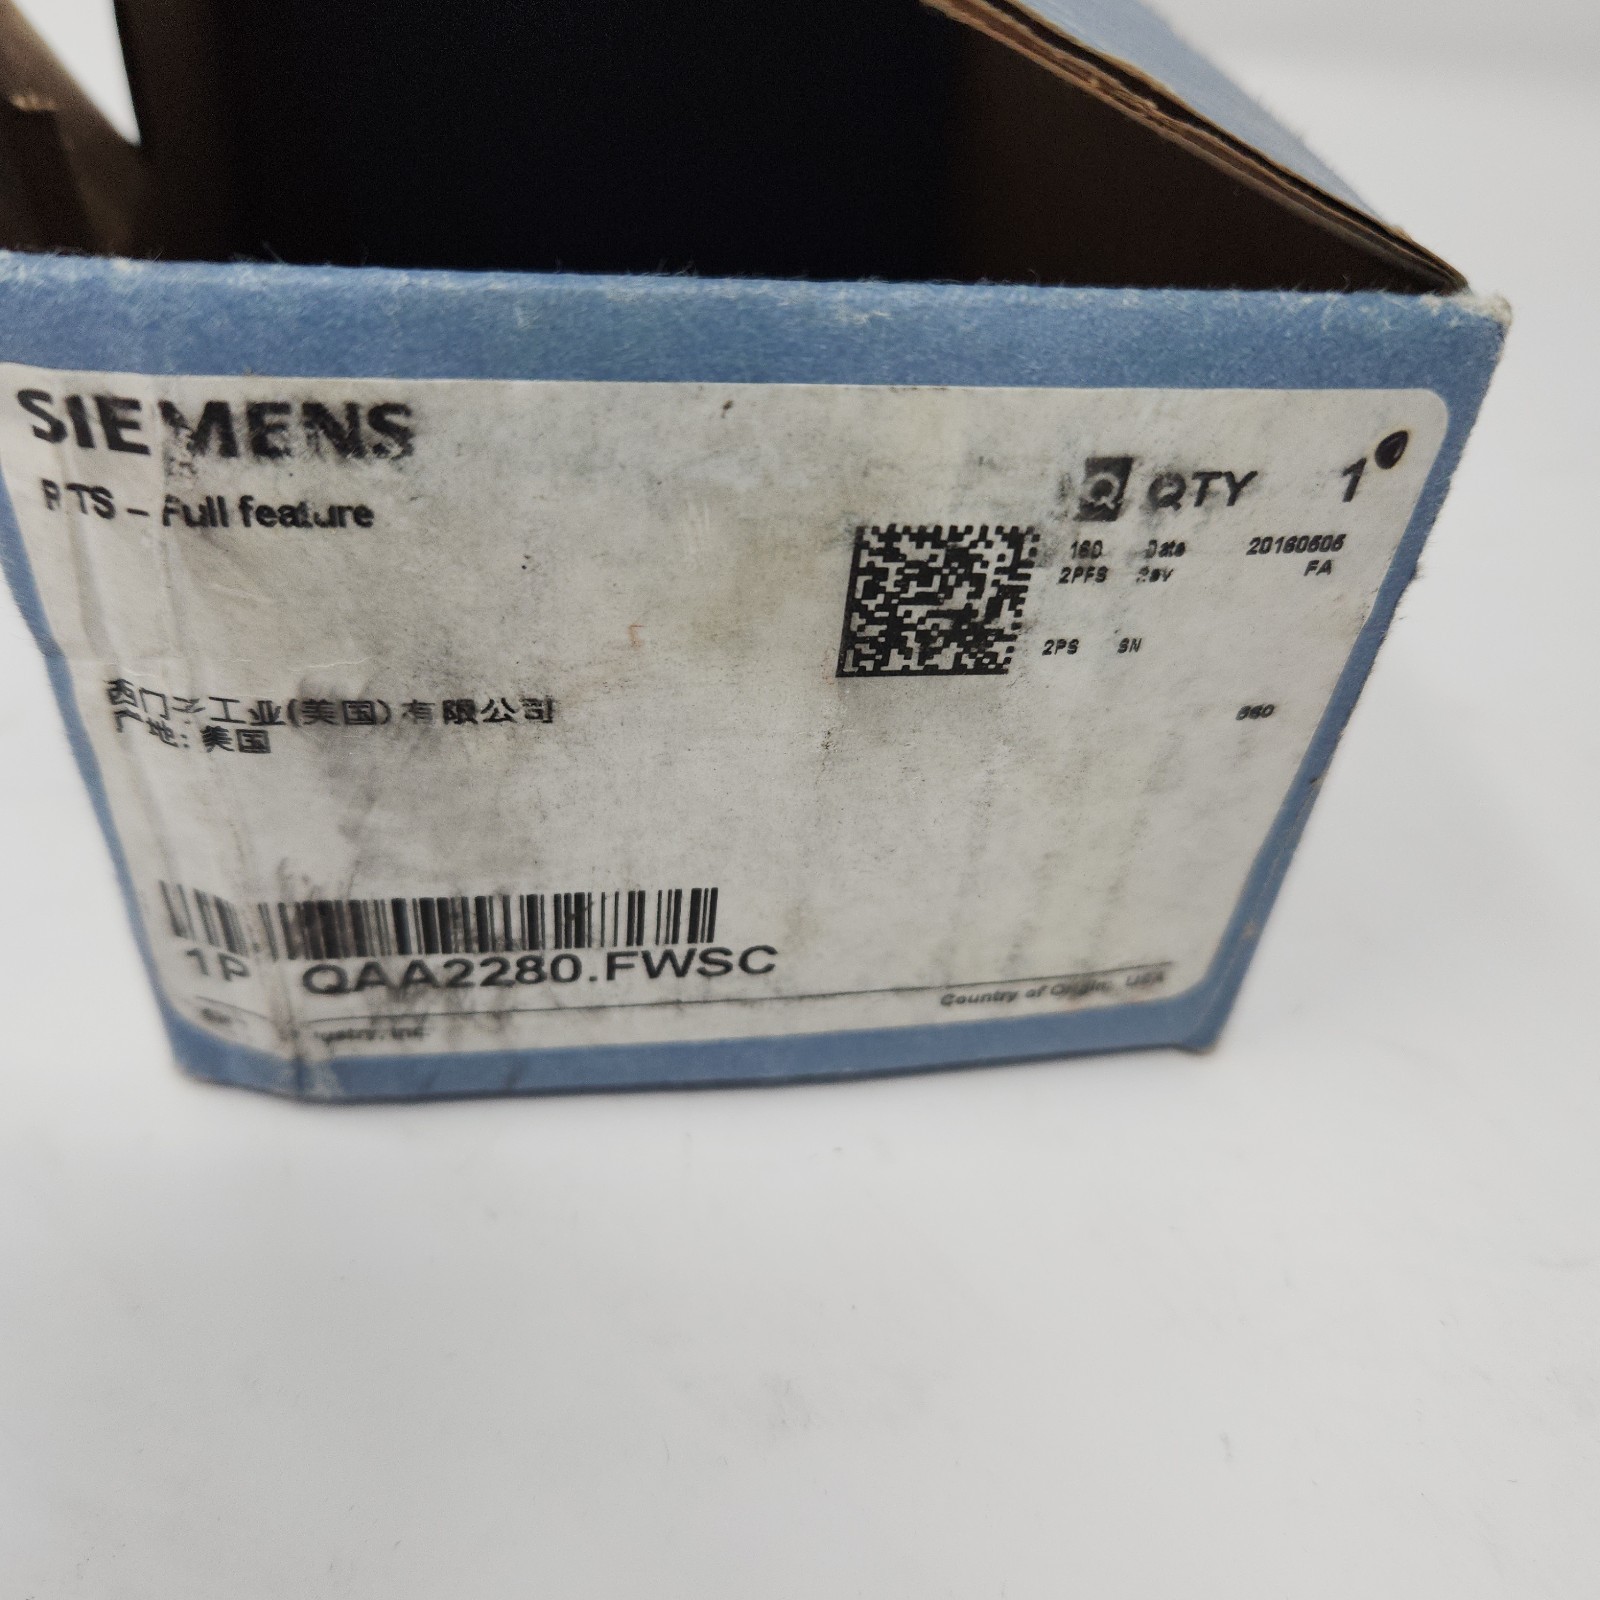 SIEMENS
RTS – Full feature
Q QTY 1
16D Date 20160606
2PFS Rev FA
2PS SN
西门子工业(美国)有限公司
产地: 美国
1P QAA2280.FWSC
Country of Origin: USA
Inc.